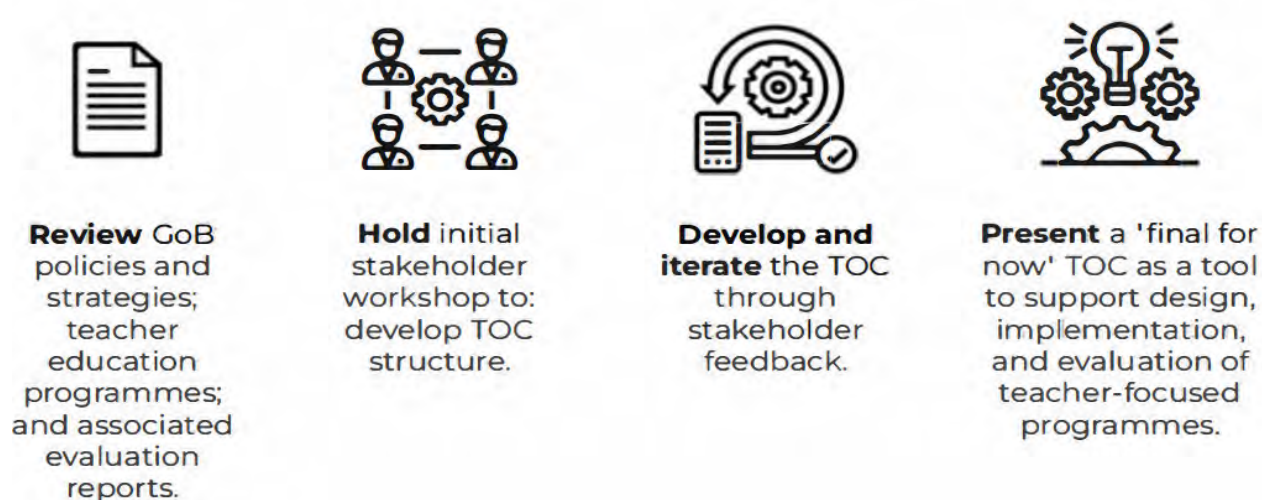 Review GoB
policies and
strategies;
teacher
education
programmes;
and associated
evaluation
reports.
Hold initial
stakeholder
workshop to:
develop TOC
structure.
Develop and
iterate the TOC
through
stakeholder
feedback.
Present a 'final for
now' TOC as a tool
to support design,
implementation,
and evaluation of
teacher-focused
programmes.